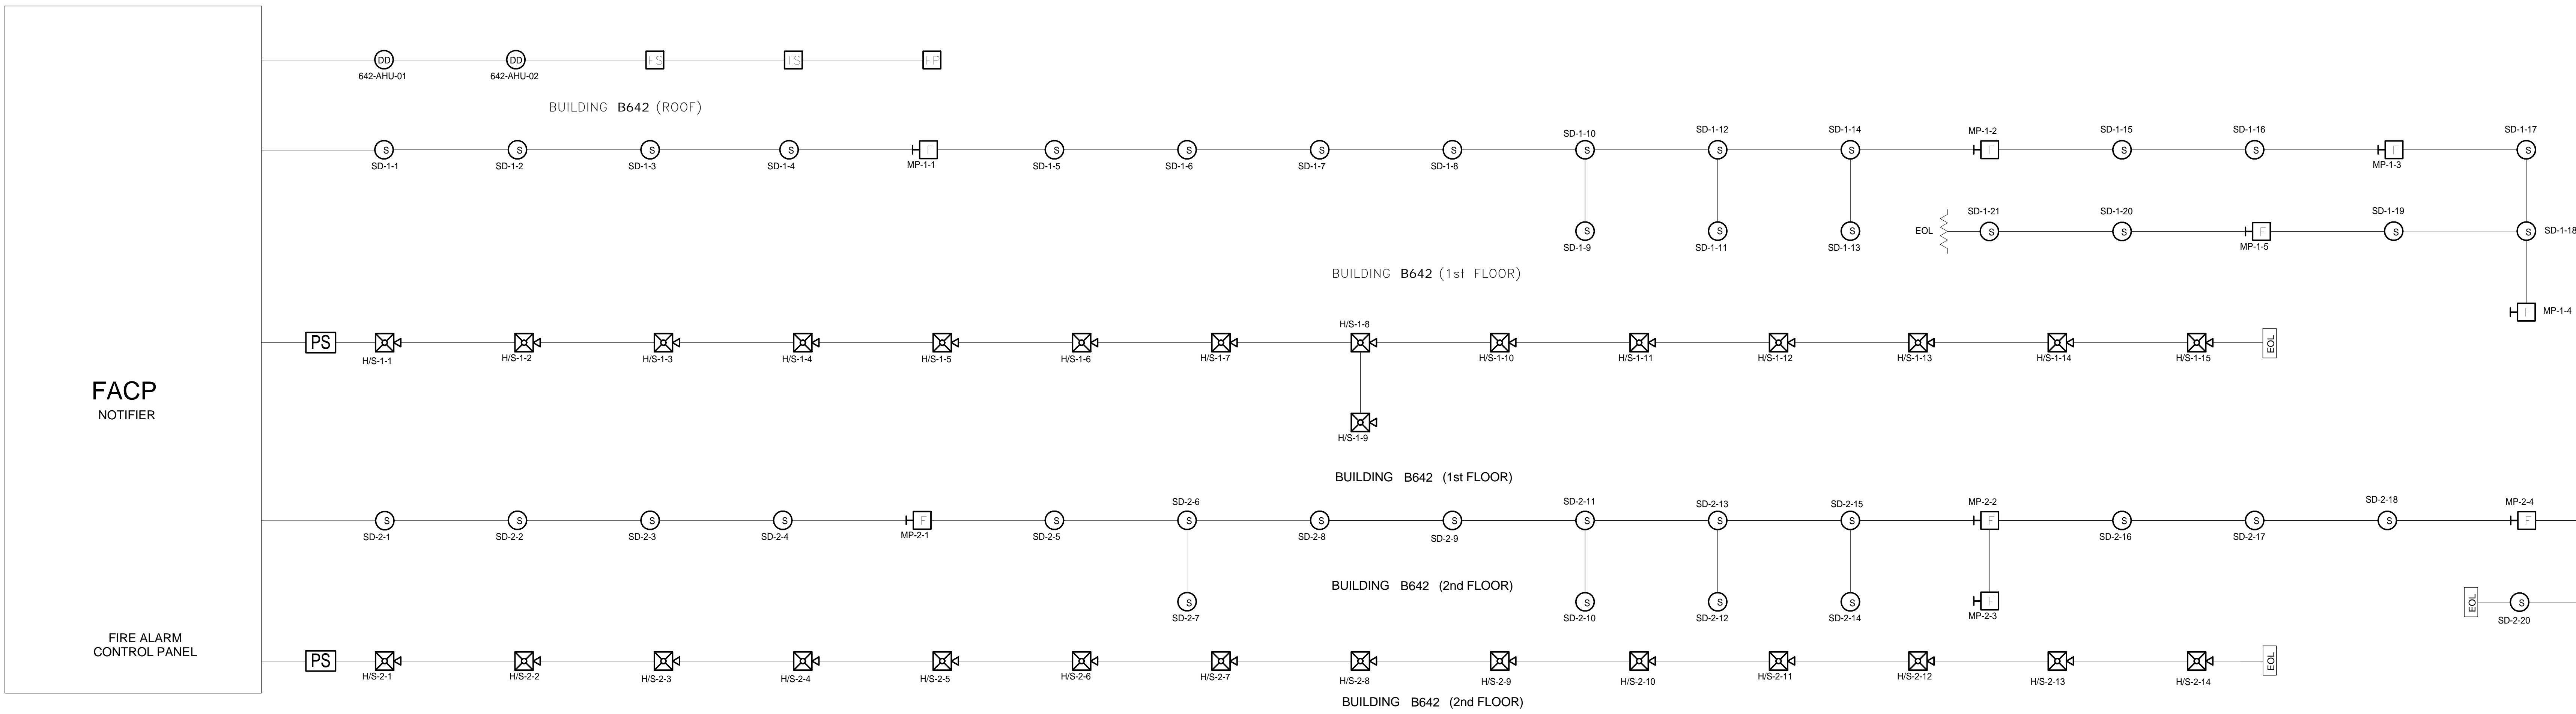 DD DD FS TS FP
642-AHU-01 642-AHU-02
BUILDING B642 (ROOF)
SD-1-10 SD-1-12 SD-1-14 MP-1-2 SD-1-15 SD-1-16 SD-1-17
S S S S F S S S S S S S F S S F S
SD-1-1 SD-1-2 SD-1-3 SD-1-4 MP-1-1 SD-1-5 SD-1-6 SD-1-7 SD-1-8 MP-1-3
SD-1-21 SD-1-20 SD-1-19
S S S EOL S S F S S SD-1-18
SD-1-9 SD-1-11 SD-1-13 MP-1-5
BUILDING B642 (1st FLOOR)
F MP-1-4
H/S-1-8
PS EOL
H/S-1-1 H/S-1-2 H/S-1-3 H/S-1-4 H/S-1-5 H/S-1-6 H/S-1-7 H/S-1-10 H/S-1-11 H/S-1-12 H/S-1-13 H/S-1-14 H/S-1-15
FACP
NOTIFIER
H/S-1-9
BUILDING B642 (1st FLOOR)
SD-2-6 SD-2-11 SD-2-13 SD-2-15 MP-2-2 SD-2-18 MP-2-4
S S S S F S S S S S S S F S S S F
SD-2-1 SD-2-2 SD-2-3 SD-2-4 MP-2-1 SD-2-5 SD-2-8 SD-2-9 SD-2-16 SD-2-17
BUILDING B642 (2nd FLOOR)
S S S S F EOL S
SD-2-7 SD-2-10 SD-2-12 SD-2-14 MP-2-3 SD-2-20
FIRE ALARM
CONTROL PANEL
PS EOL
H/S-2-1 H/S-2-2 H/S-2-3 H/S-2-4 H/S-2-5 H/S-2-6 H/S-2-7 H/S-2-8 H/S-2-9 H/S-2-10 H/S-2-11 H/S-2-12 H/S-2-13 H/S-2-14
BUILDING B642 (2nd FLOOR)